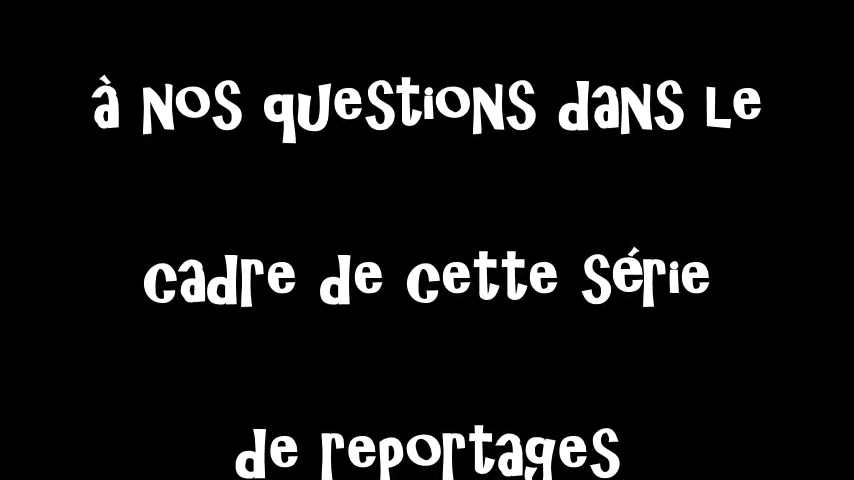 à nos questions dans le
cadre de cette série
de reportages